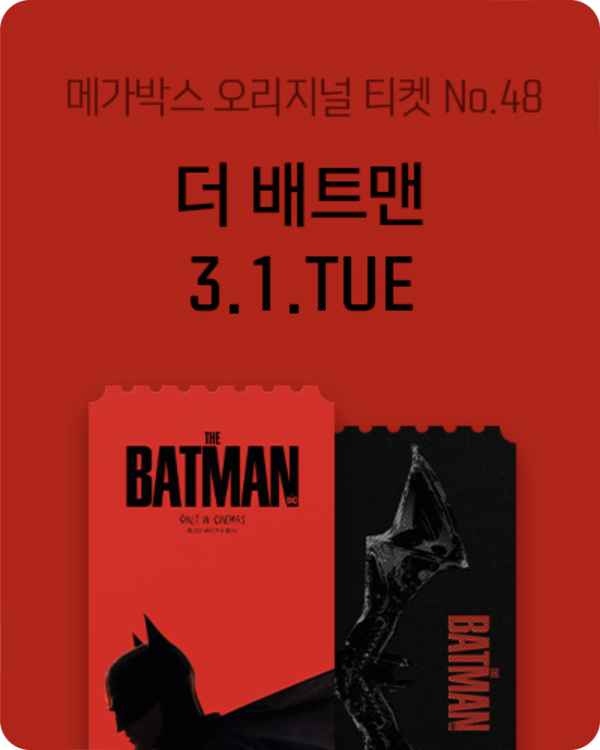 메가박스 오리지널 티켓 No.48
더 배트맨
3.1.TUE
THE
BATMAN
DC
ONLY IN CINEMAS
THE
BATMAN